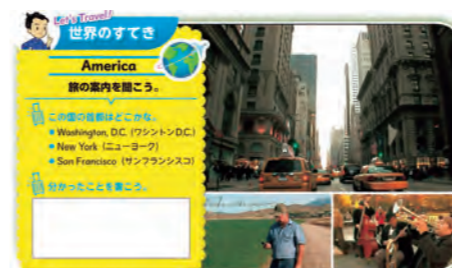 Let's Travel!
世界のすてき
America
旅の案内を聞こう。
この国の首都はどこかな。
● Washington, D.C. (ワシントンD.C.)
● New York (ニューヨーク)
● San Francisco (サンフランシスコ)
分かったことを書こう。